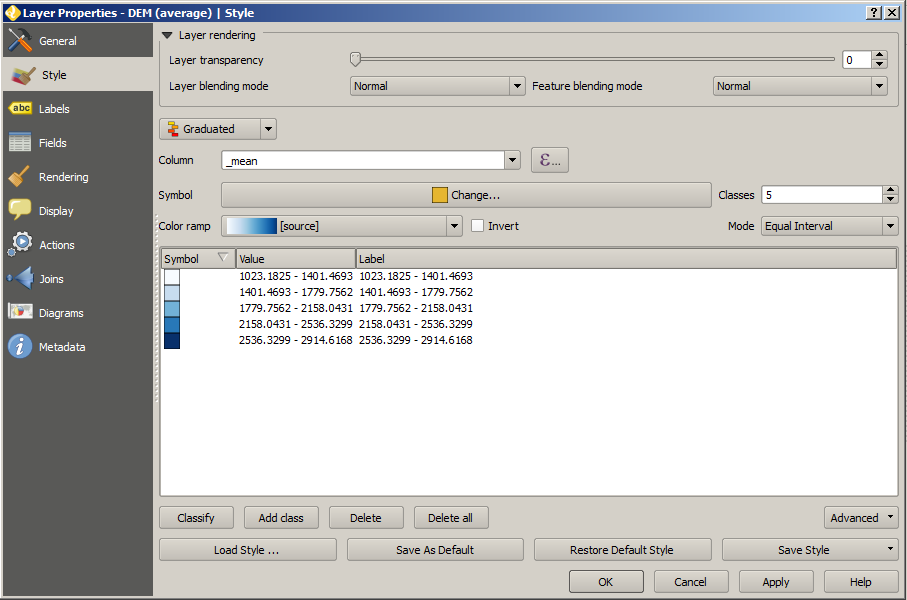 Layer Properties - DEM (average) | Style
General
Style
abc Labels
Fields
Rendering
Display
Actions
Joins
Diagrams
i Metadata
Layer rendering
Layer transparency 0
Layer blending mode Normal Feature blending mode Normal
Graduated
Column _mean ε...
Symbol Change... Classes 5
Color ramp [source] Invert Mode Equal Interval
Symbol Value Label
1023.1825 - 1401.4693 1023.1825 - 1401.4693
1401.4693 - 1779.7562 1401.4693 - 1779.7562
1779.7562 - 2158.0431 1779.7562 - 2158.0431
2158.0431 - 2536.3299 2158.0431 - 2536.3299
2536.3299 - 2914.6168 2536.3299 - 2914.6168
Classify Add class Delete Delete all Advanced
Load Style ... Save As Default Restore Default Style Save Style
OK Cancel Apply Help